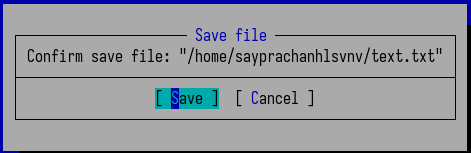 Save file
Confirm save file: "/home/sayprachanhlsvnv/text.txt"
[ Save ] [ Cancel ]